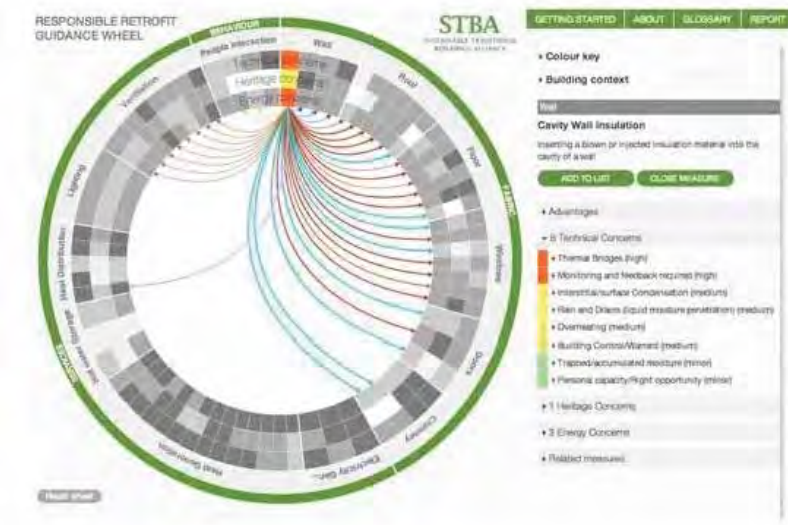 RESPONSIBLE RETROFIT
GUIDANCE WHEEL
STBA
SUSTAINABLE TRADITIONAL
BUILDINGS ALLIANCE
GETTING STARTED
ABOUT
GLOSSARY
REPORT
BEHAVIOUR
People Interaction
Wall
Roof
Floor
FABRIC
Windows
Doors
Chimney
Electricity Gen...
Heat Generation
Hot water Storage
SERVICES
Heat Distribution
Lighting
Ventilation
Heritage concerns
Energy concerns
Colour key
Building context
Wall
Cavity Wall Insulation
Inserting a blown or injected insulation material into the
cavity of a wall
ADD TO LIST
CLOSE MEASURE
Advantages
8 Technical Concerns
Thermal Bridges (high)
Monitoring and feedback required (high)
Interstitial/surface Condensation (medium)
Rain and Drains (liquid moisture penetration) (medium)
Overheating (medium)
Building Control/Warrant (medium)
Trapped/accumulated moisture (minor)
Personal capacity/Right opportunity (minor)
1 Heritage Concerns
3 Energy Concerns
Related measures
Reset wheel